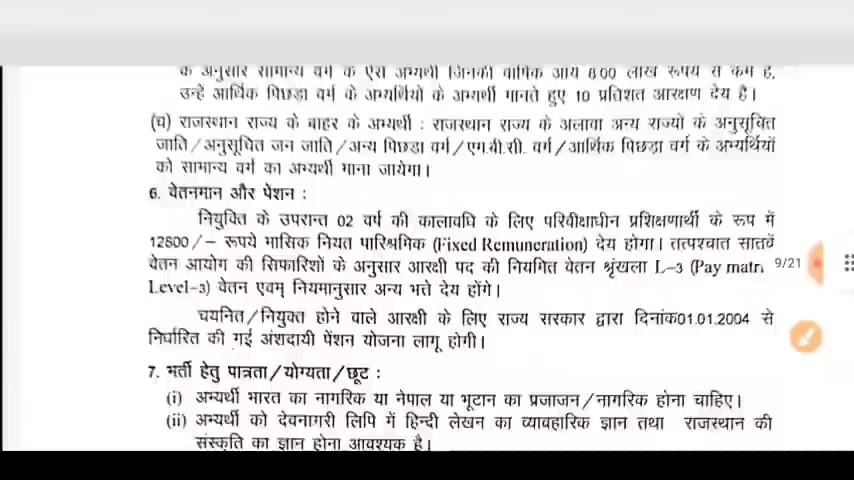 के अनुसार सामान्य वर्ग के ऐसे अभ्यर्थी जिनकी वार्षिक आय 8.00 लाख रूपये से कम है,
उन्हें आर्थिक पिछडा वर्ग के अभ्यर्थियों के अभ्यर्थी मानते हुए 10 प्रतिशत आरक्षण देय है।
(च) राजस्थान राज्य के बाहर के अभ्यर्थी : राजस्थान राज्य के अलावा अन्य राज्यों के अनुसूचित
जाति/अनुसूचित जन जाति/अन्य पिछडा वर्ग/एम.बी.सी. वर्ग/आर्थिक पिछडा वर्ग के अभ्यर्थियों
को सामान्य वर्ग का अभ्यर्थी माना जायेगा।
6. वेतनमान और पेशन :
नियुक्ति के उपरान्त 02 वर्ष की कालावधि के लिए परिवीक्षाधीन प्रशिक्षणार्थी के रूप में
12800/- रूपये मासिक नियत पारिश्रमिक (Fixed Remuneration) देय होगा। तत्पश्चात सातवें
वेतन आयोग की सिफारिशों के अनुसार आरक्षी पद की नियमित वेतन श्रृंखला L-3 (Pay matri
9/21
Level-3) वेतन एवम् नियमानुसार अन्य भत्ते देय होंगे।
चयनित/नियुक्त होने वाले आरक्षी के लिए राज्य सरकार द्वारा दिनांक01.01.2004 से
निर्धारित की गई अंशदायी पेंशन योजना लागू होगी।
7. भर्ती हेतु पात्रता/योग्यता/छूट :
(i) अभ्यर्थी भारत का नागरिक या नेपाल या भूटान का प्रजाजन/नागरिक होना चाहिए।
(ii) अभ्यर्थी को देवनागरी लिपि में हिन्दी लेखन का व्यावहारिक ज्ञान तथा राजस्थान की
संस्कृति का ज्ञान होना आवश्यक है।